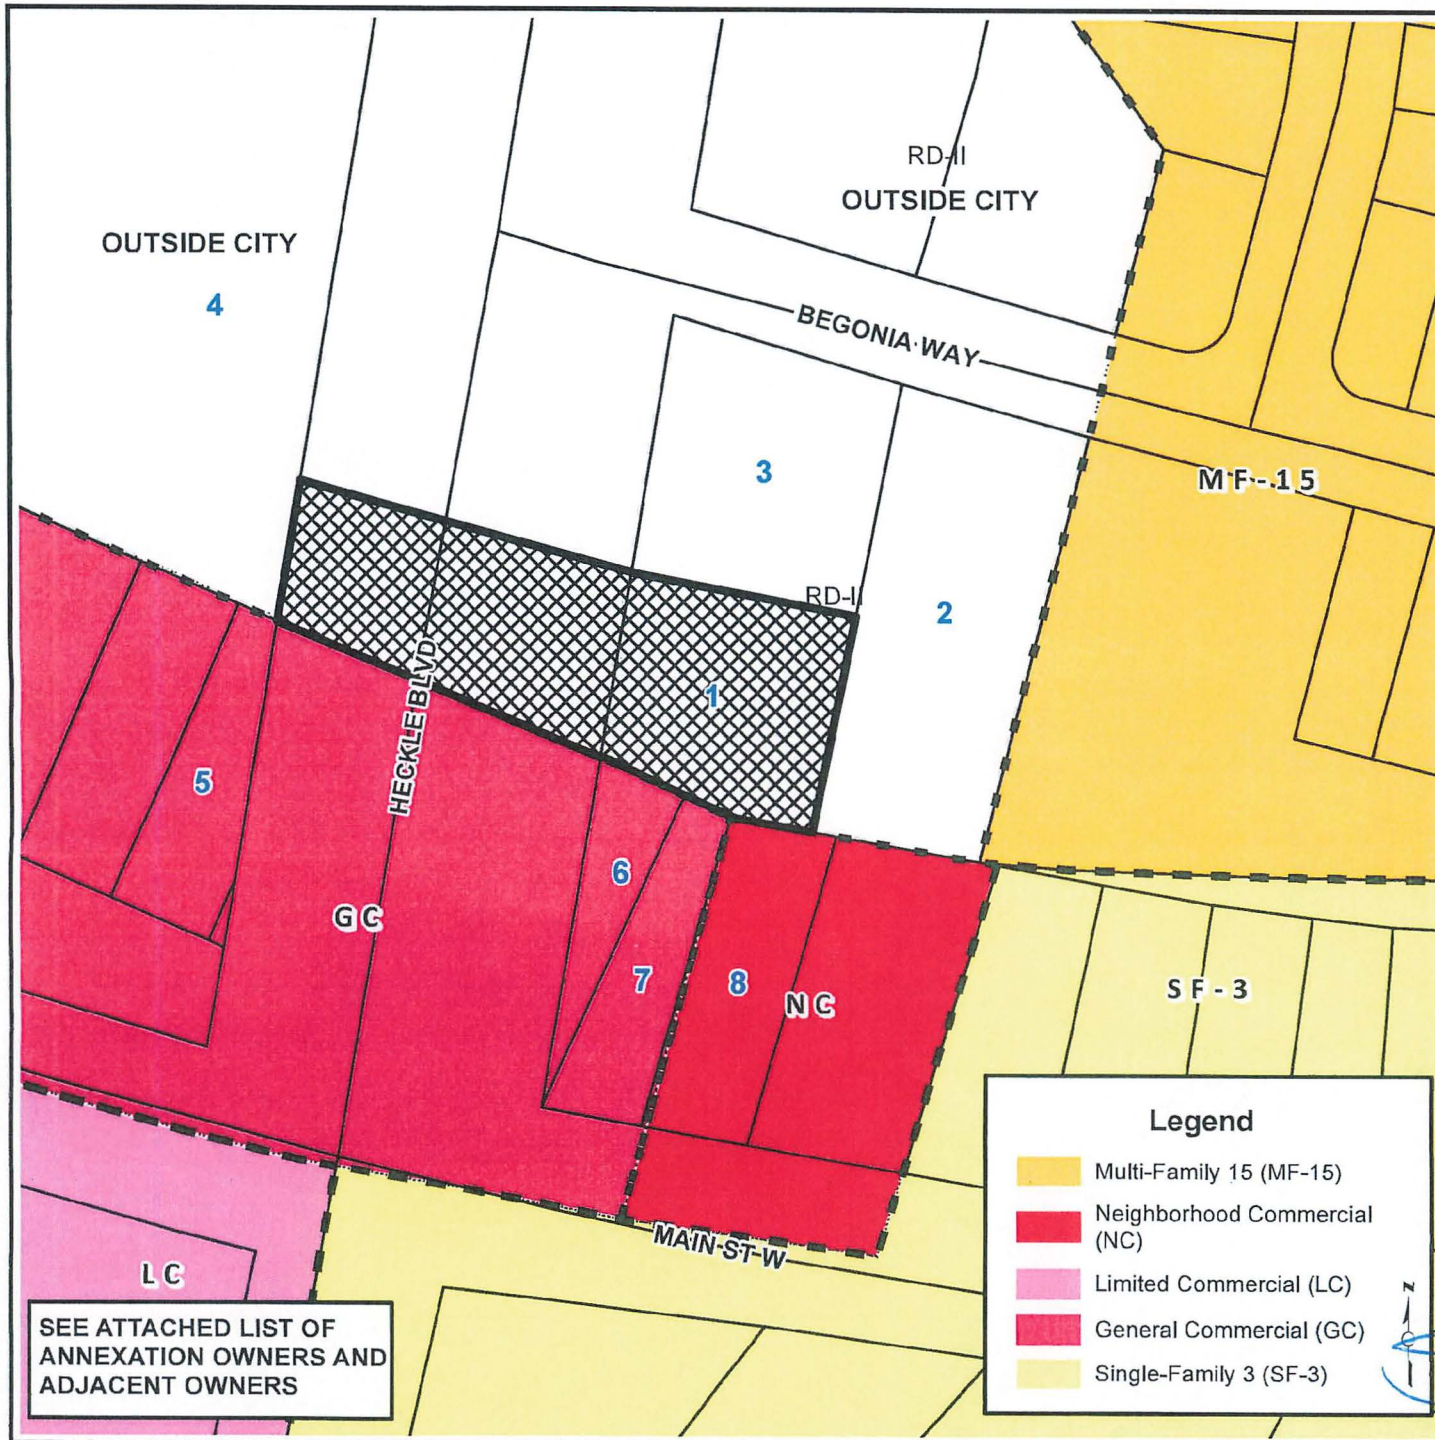 RD-II
OUTSIDE CITY
OUTSIDE CITY
4
BEGONIA WAY
3
MF-15
RD-II
2
1
HECKLE BLVD
5
6
GC
7
8
NC
SF-3
MAIN ST W
LC
SEE ATTACHED LIST OF
ANNEXATION OWNERS AND
ADJACENT OWNERS
Legend
Multi-Family 15 (MF-15)
Neighborhood Commercial
(NC)
Limited Commercial (LC)
General Commercial (GC)
Single-Family 3 (SF-3)
N